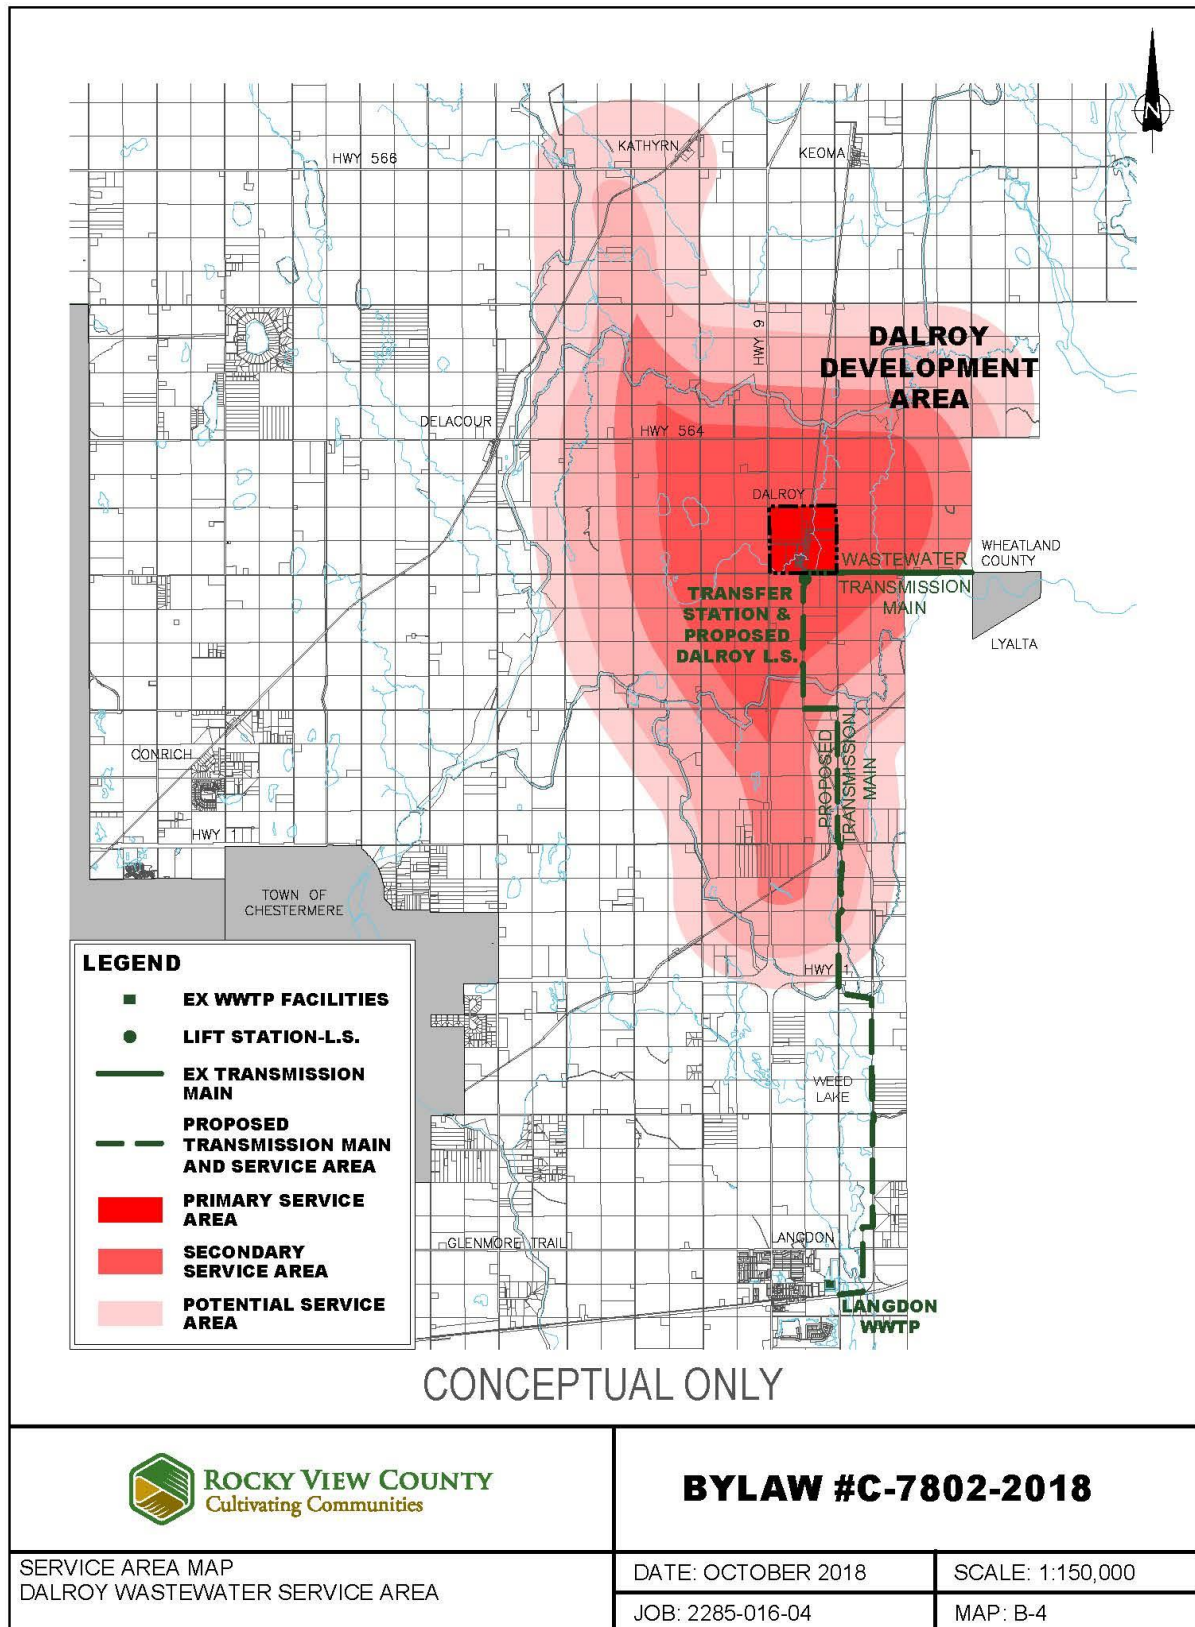 N
HWY 566
KATHYRN
KEOMA
HWY 9
DALROY
DEVELOPMENT
AREA
DELACOUR
HWY 564
DALROY
WASTEWATER
TRANSMISSION
MAIN
WHEATLAND
COUNTY
LYALTA
TRANSFER
STATION &
PROPOSED
DALROY L.S.
PROPOSED
TRANSMISSION
MAIN
CONRICH
HWY 1
TOWN OF
CHESTERMERE
HWY 1
WEED
LAKE
GLENMORE TRAIL
LANGDON
LANGDON
WWTP
LEGEND
EX WWTP FACILITIES
LIFT STATION-L.S.
EX TRANSMISSION
MAIN
PROPOSED
TRANSMISSION MAIN
AND SERVICE AREA
PRIMARY SERVICE
AREA
SECONDARY
SERVICE AREA
POTENTIAL SERVICE
AREA
CONCEPTUAL ONLY
ROCKY VIEW COUNTY
Cultivating Communities
BYLAW #C-7802-2018
SERVICE AREA MAP
DALROY WASTEWATER SERVICE AREA
DATE: OCTOBER 2018
SCALE: 1:150,000
JOB: 2285-016-04
MAP: B-4